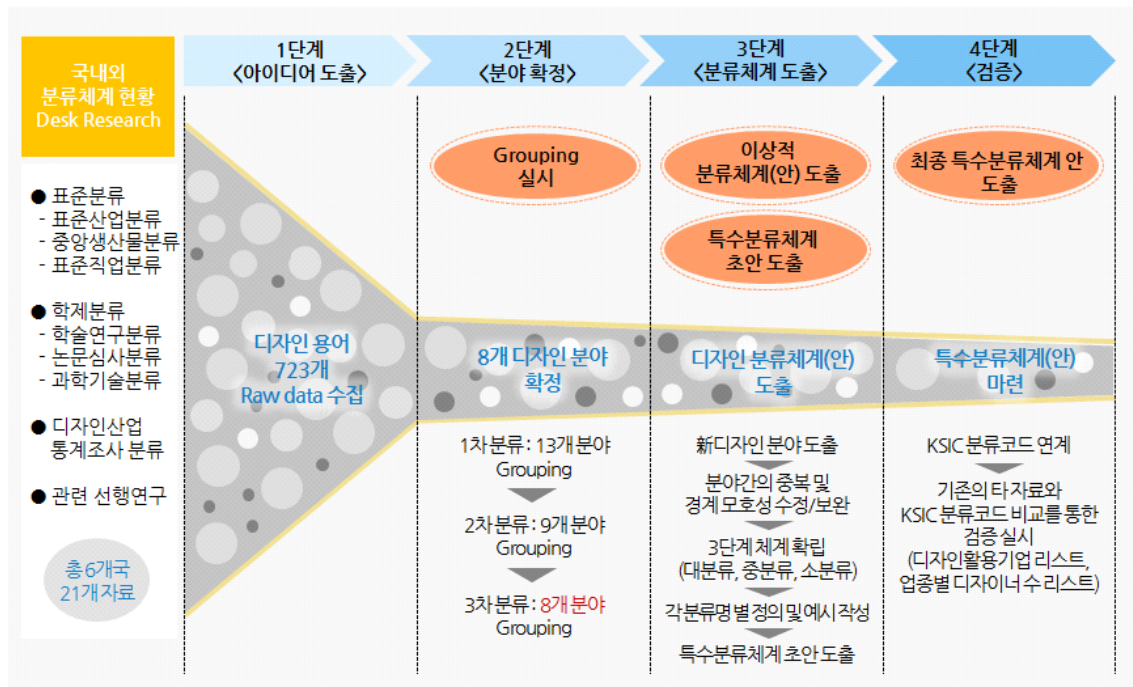 국내외
분류체계 현황
Desk Research
● 표준분류
- 표준산업분류
- 중앙생산물분류
- 표준직업분류
● 학제분류
- 학술연구분류
- 논문심사분류
- 과학기술분류
● 디자인산업
통계조사 분류
● 관련 선행연구
총 6개국
21개 자료
1단계
<아이디어 도출>
디자인 용어
723개
Raw data 수집
2단계
<분야 확정>
Grouping
실시
8개 디자인 분야
확정
1차 분류 : 13개 분야
Grouping
2차 분류 : 9개 분야
Grouping
3차 분류 : 8개 분야
Grouping
3단계
<분류체계 도출>
이상적
분류체계(안) 도출
특수분류체계
초안 도출
디자인 분류체계(안)
도출
新디자인 분야 도출
분야간의 중복 및
경계 모호성 수정/보완
3단계 체계 확립
(대분류, 중분류, 소분류)
각 분류명별 정의 및 예시 작성
특수분류체계 초안 도출
4단계
<검증>
최종 특수분류체계 안
도출
특수분류체계(안)
마련
KSIC 분류코드 연계
기존의 타 자료와
KSIC 분류코드 비교를 통한
검증 실시
(디자인활용기업 리스트,
업종별 디자이너 수 리스트)